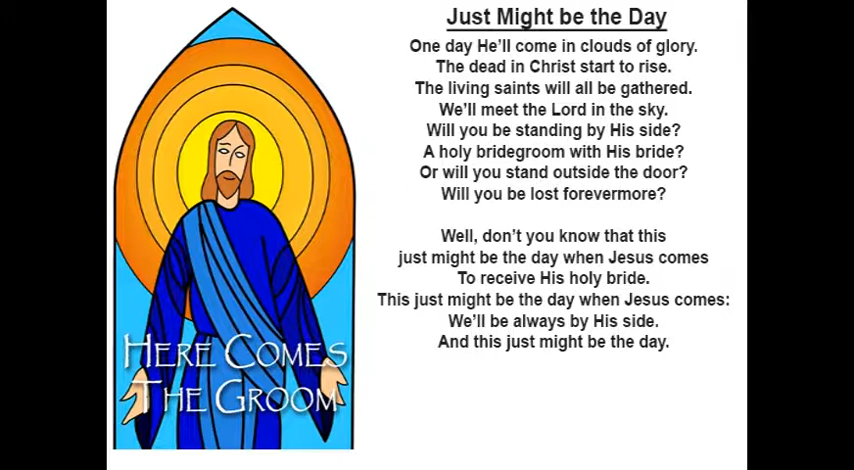 Just Might be the Day
One day He'll come in clouds of glory.
The dead in Christ start to rise.
The living saints will all be gathered.
We'll meet the Lord in the sky.
Will you be standing by His side?
A holy bridegroom with His bride?
Or will you stand outside the door?
Will you be lost forevermore?
Well, don't you know that this
just might be the day when Jesus comes
To receive His holy bride.
This just might be the day when Jesus comes:
We'll be always by His side.
And this just might be the day.
HERE COMES
THE GROOM